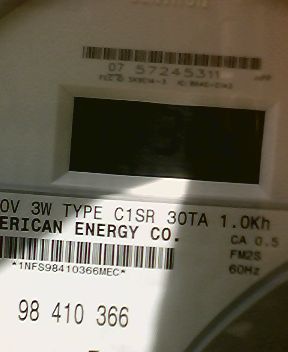 07 57245311
OV 3W TYPE C1SR 30TA 1.0Kh
ERICAN ENERGY CO.
CA 0.5
FM2S
*1NFS98410366MEC*
60Hz
98 410 366